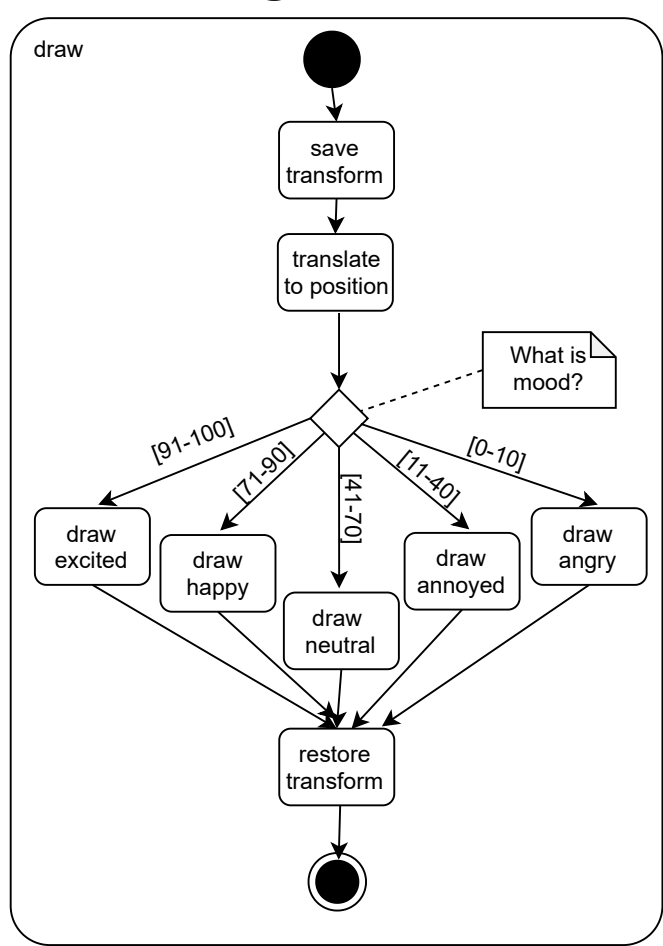 draw
save
transform
translate
to position
What is
mood?
[91-100]
[71-90]
[41-70]
[11-40]
[0-10]
draw
excited
draw
happy
draw
neutral
draw
annoyed
draw
angry
restore
transform